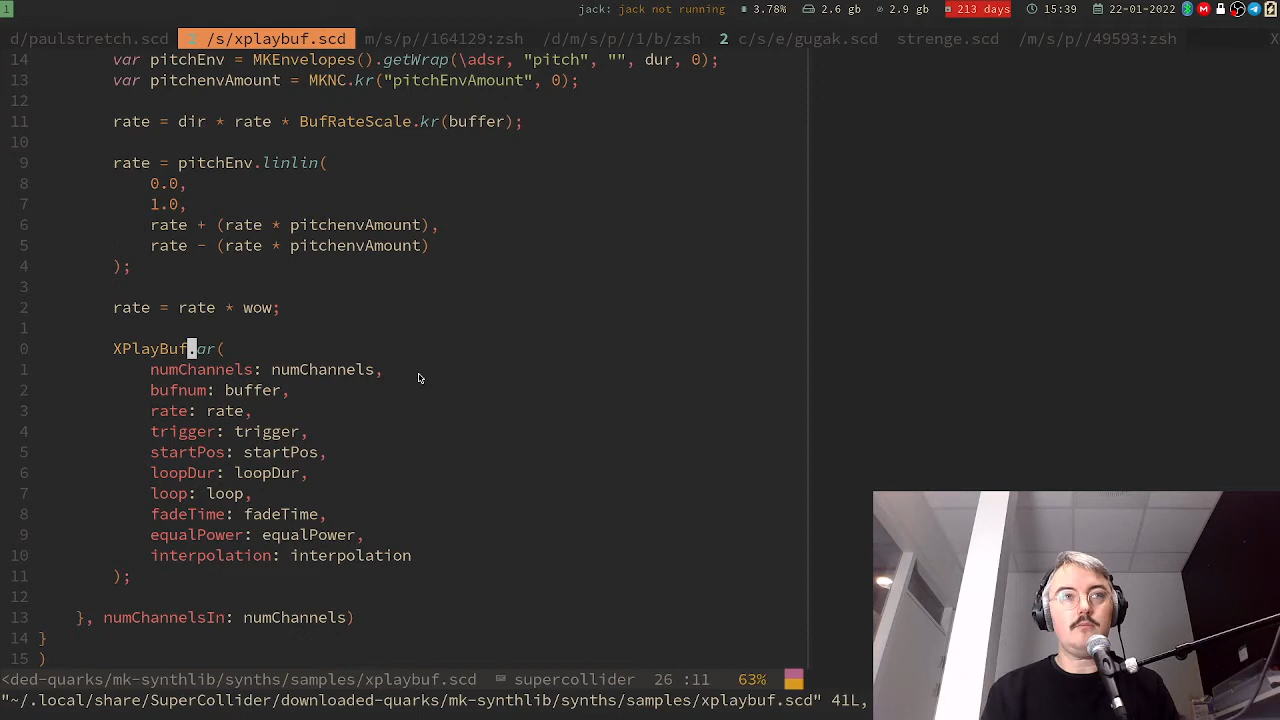 1 jack: jack not running 3.78% 2.6 gb 2.9 gb 213 days 15:39 22-01-2022
d/paulstretch.scd /s/xplaybuf.scd m/s/p//164129:zsh /d/m/s/p//1/b/zsh 2 c/s/e/gugak.scd strenge.scd /m/s/p//49593:zsh X
14 var pitchEnv = MKEnvelopes().getWrap(\adsr, "pitch", "", dur, 0);
13 var pitchenvAmount = MKNC.kr("pitchEnvAmount", 0);
12
11 rate = dir * rate * BufRateScale.kr(buffer);
10
9 rate = pitchEnv.linlin(
8 0.0,
7 1.0,
6 rate + (rate * pitchenvAmount),
5 rate - (rate * pitchenvAmount)
4 );
3
2 rate = rate * wow;
1
0 XPlayBuf.ar(
1 numChannels: numChannels,
2 bufnum: buffer,
3 rate: rate,
4 trigger: trigger,
5 startPos: startPos,
6 loopDur: loopDur,
7 loop: loop,
8 fadeTime: fadeTime,
9 equalPower: equalPower,
10 interpolation: interpolation
11 );
12
13 }, numChannelsIn: numChannels)
14 }
15 )
<ded-quarks/mk-synthlib/synths/samples/xplaybuf.scd supercollider 26 :11 63%
"~/.local/share/SuperCollider/downloaded-quarks/mk-synthlib/synths/samples/xplaybuf.scd" 41L,